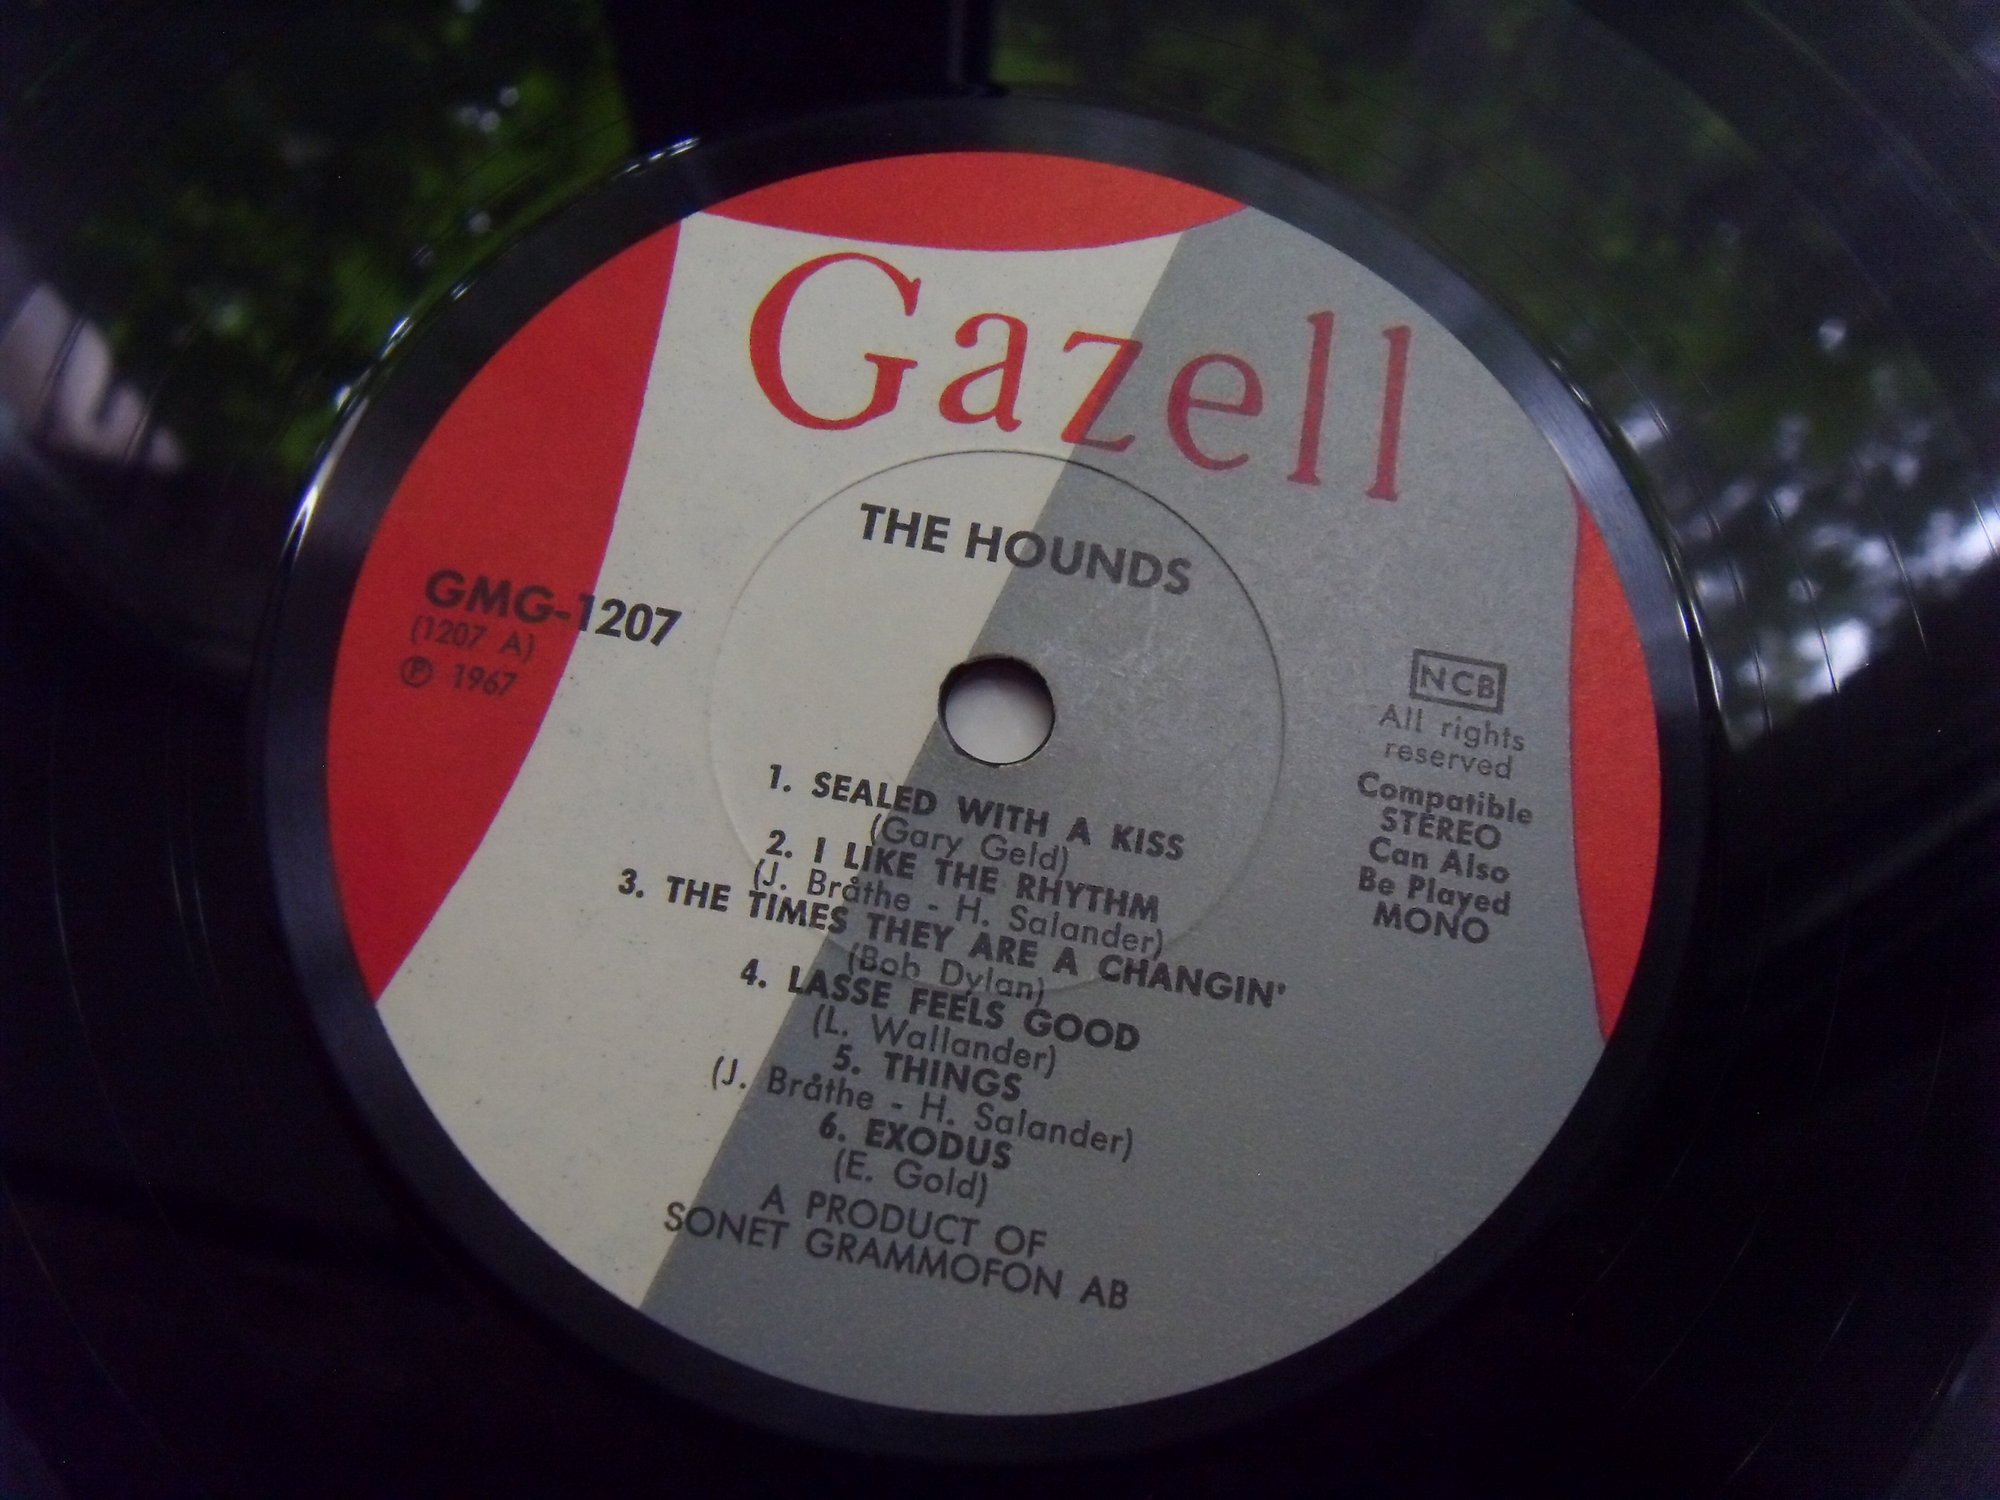 Gazell
THE HOUNDS
GMG-1207
(1207 A)
Ⓟ 1967
NCB
All rights
reserved
Compatible
STEREO
Can Also
Be Played
MONO
1. SEALED WITH A KISS
(Gary Geld)
2. I LIKE THE RHYTHM
(J. Bråthe - H. Salander)
3. THE TIMES THEY ARE A CHANGIN'
(Bob Dylan)
4. LASSE FEELS GOOD
(L. Wallander)
5. THINGS
(J. Bråthe - H. Salander)
6. EXODUS
(E. Gold)
A PRODUCT OF
SONET GRAMMOFON AB